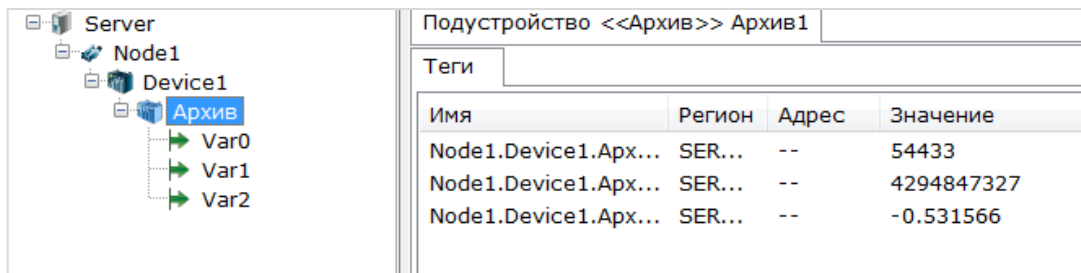 Server
Node1
Device1
Архив
Var0
Var1
Var2
Подустройство <<Архив>> Архив1
Теги
Имя Регион Адрес Значение
Node1.Device1.Арх... SER... -- 54433
Node1.Device1.Арх... SER... -- 4294847327
Node1.Device1.Арх... SER... -- -0.531566